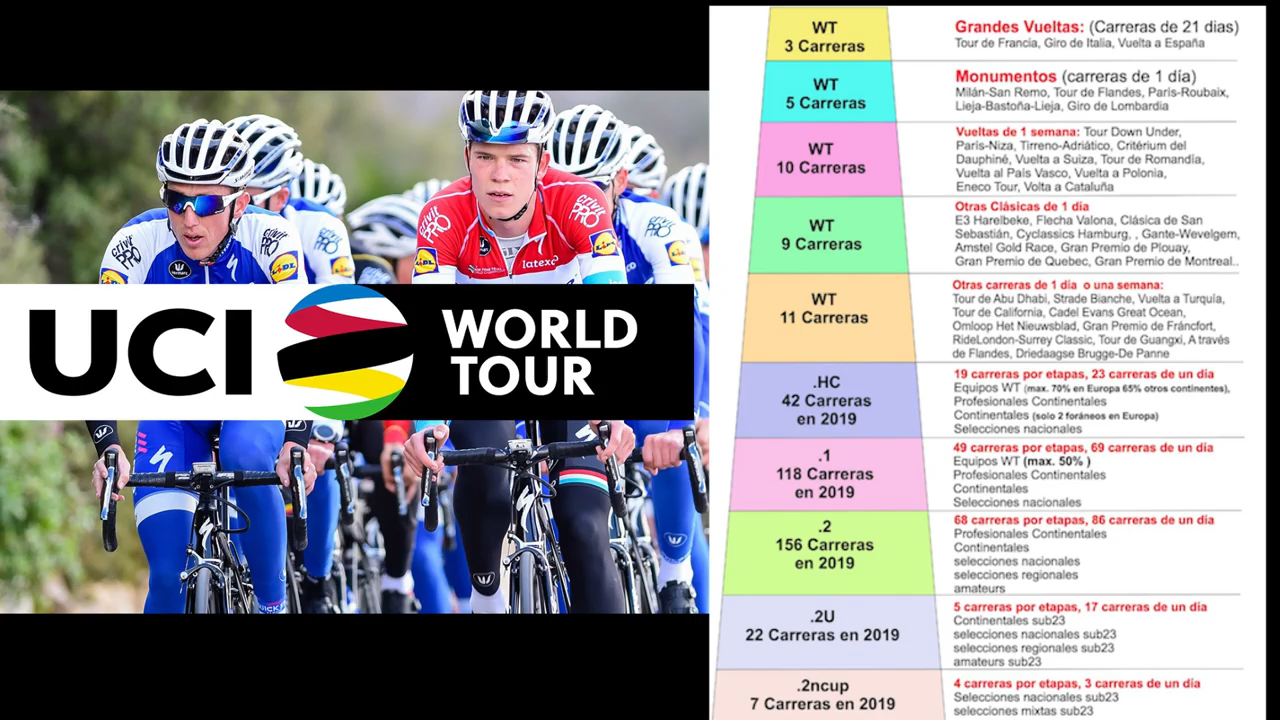 UCI
WORLD
TOUR
crivit
PRO
LIDL
crivit
PRO
crivit
PRO
LIDL
latexco
crivit
PRO
LIDL
WT
3 Carreras
Grandes Vueltas: (Carreras de 21 dias)
Tour de Francia, Giro de Italia, Vuelta a España
WT
5 Carreras
Monumentos (carreras de 1 día)
Milán-San Remo, Tour de Flandes, París-Roubaix,
Lieja-Bastoña-Lieja, Giro de Lombardia
WT
10 Carreras
Vueltas de 1 semana: Tour Down Under,
París-Niza, Tirreno-Adriático, Critérium del
Dauphiné, Vuelta a Suiza, Tour de Romandía,
Vuelta al País Vasco, Vuelta a Polonia,
Eneco Tour, Volta a Cataluña
WT
9 Carreras
Otras Clásicas de 1 día
E3 Harelbeke, Flecha Valona, Clásica de San
Sebastián, Cyclassics Hamburg, , Gante-Wevelgem,
Amstel Gold Race, Gran Premio de Plouay,
Gran Premio de Quebec, Gran Premio de Montreal..
WT
11 Carreras
Otras carreras de 1 día o una semana:
Tour de Abu Dhabi, Strade Bianche, Vuelta a Turquía,
Tour de California, Cadel Evans Great Ocean,
Omloop Het Nieuwsblad, Gran Premio de Fráncfort,
RideLondon-Surrey Classic, Tour de Guangxi, A través
de Flandes, Driedaagse Brugge-De Panne
.HC
42 Carreras
en 2019
19 carreras por etapas, 23 carreras de un día
Equipos WT (max. 70% en Europa 65% otros continentes),
Profesionales Continentales
Continentales (solo 2 foráneos en Europa)
Selecciones nacionales
.1
118 Carreras
en 2019
49 carreras por etapas, 69 carreras de un día
Equipos WT (max. 50% )
Profesionales Continentales
Continentales
Selecciones nacionales
.2
156 Carreras
en 2019
68 carreras por etapas, 86 carreras de un día
Profesionales Continentales
Continentales
selecciones nacionales
selecciones regionales
amateurs
.2U
22 Carreras en 2019
5 carreras por etapas, 17 carreras de un día
Continentales sub23
selecciones nacionales sub23
selecciones regionales sub23
amateurs sub23
.2ncup
7 Carreras en 2019
4 carreras por etapas, 3 carreras de un día
Selecciones nacionales sub23
selecciones mixtas sub23